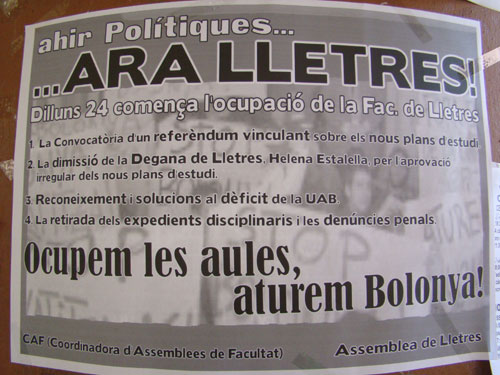 ahir Polítiques...
...ARA LLETRES!
Dilluns 24 comença l'ocupació de la Fac. de Lletres
1. La Convocatòria d'un referèndum vinculant sobre els nous plans d'estudi.
2. La dimissió de la Degana de Lletres, Helena Estalella, per l'aprovació
irregular dels nous plans d'estudi.
3. Reconeixement i solucions al dèficit de la UAB.
4. La retirada dels expedients disciplinaris i les denúncies penals.
Ocupem les aules,
aturem Bolonya!
CAF (Coordinadora d'Assemblees de Facultat) Assemblea de Lletres